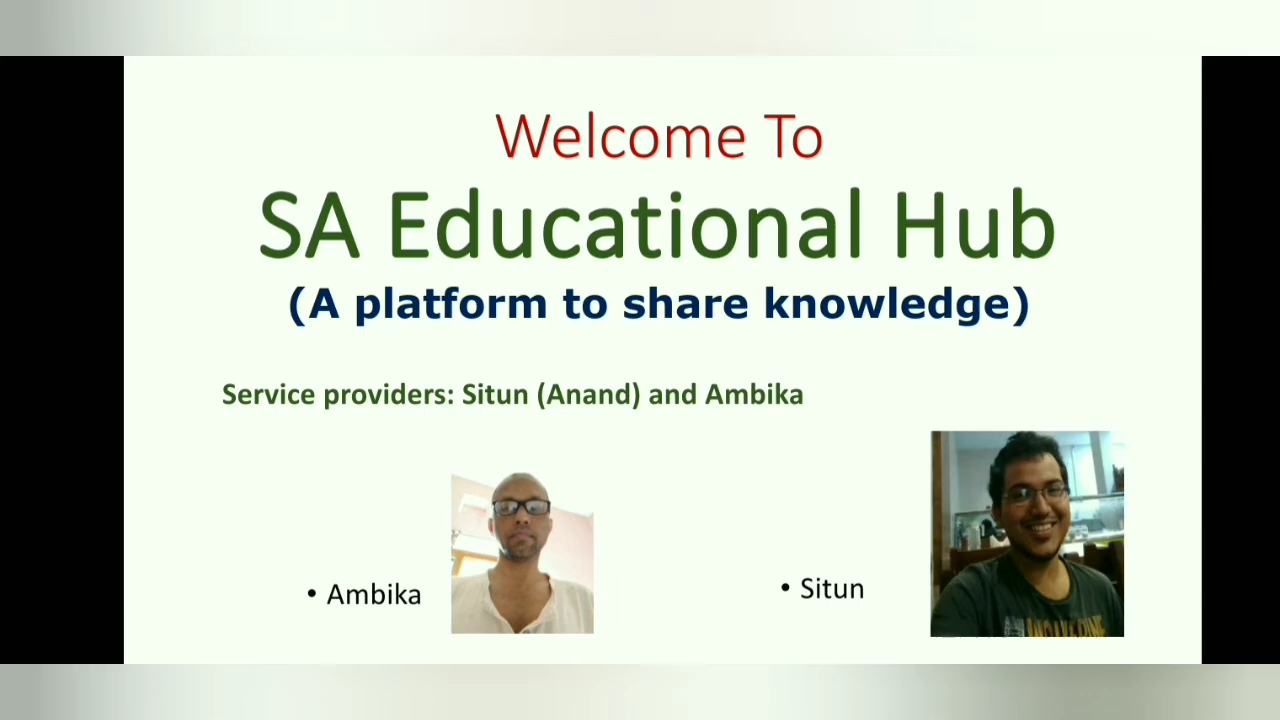 Welcome To
SA Educational Hub
(A platform to share knowledge)
Service providers: Situn (Anand) and Ambika
• Ambika
• Situn